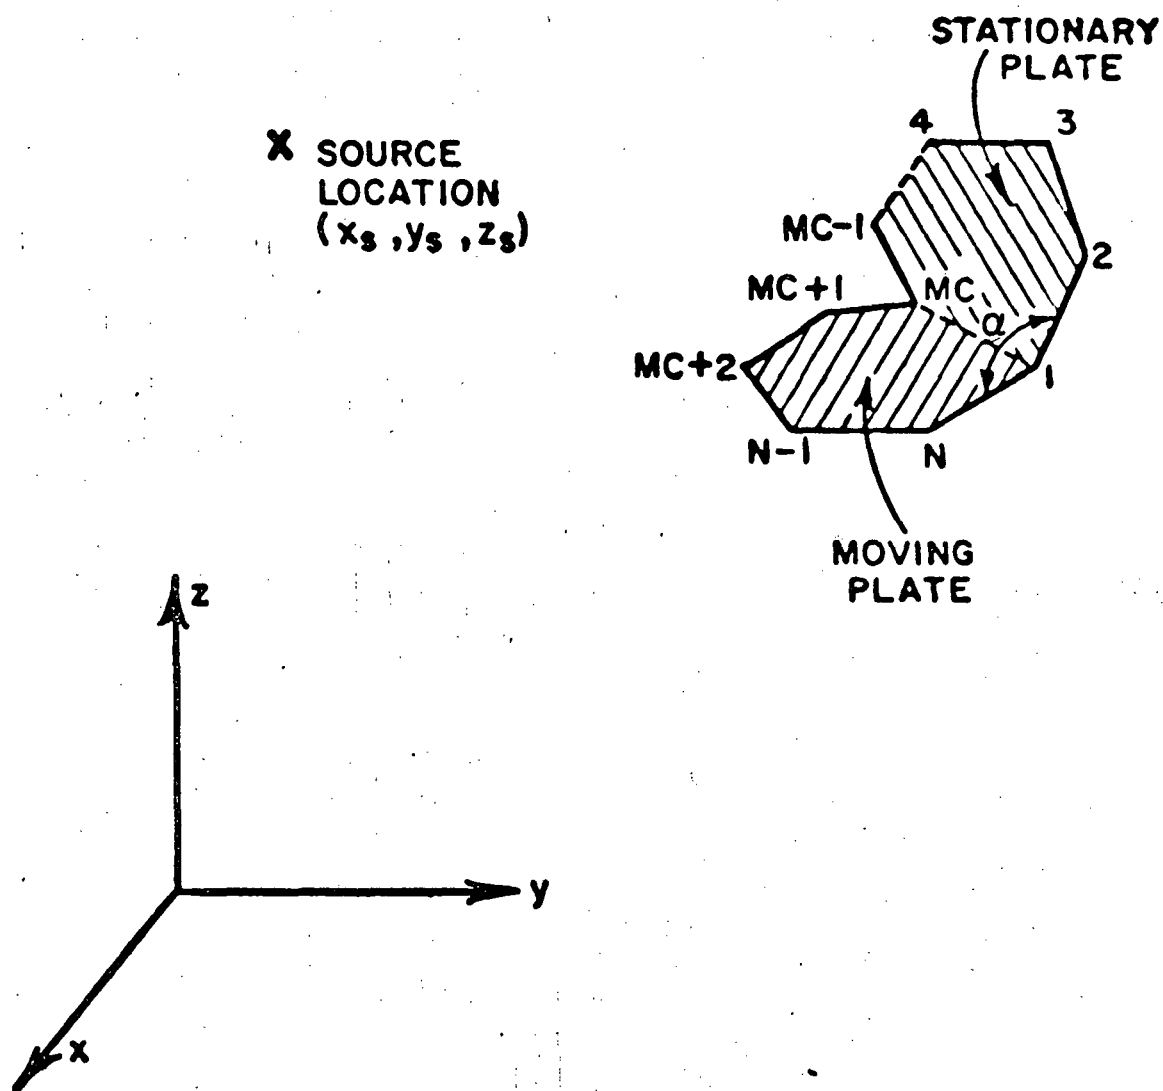 STATIONARY
PLATE
X SOURCE
LOCATION
(xs, ys, zs)
4
3
MC-1
2
MC+1
MC
α
MC+2
1
N-1
N
MOVING
PLATE
z
y
x